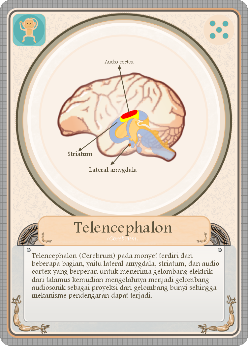 Audio cortex
Striatum
Lateral amygdala
Telencephalon
Telencephalon (Cerebrum) pada monyet terdiri dari
beberapa bagian, yaitu lateral amygdala, striatum, dan audio
cortex yang berperan untuk menerima gelombang elektrik
dari talamus kemudian mengolahnya menjadi gelombang
audiosonik sebagai proyeksi dari gelombang bunyi sehingga
mekanisme pendengaran dapat terjadi.